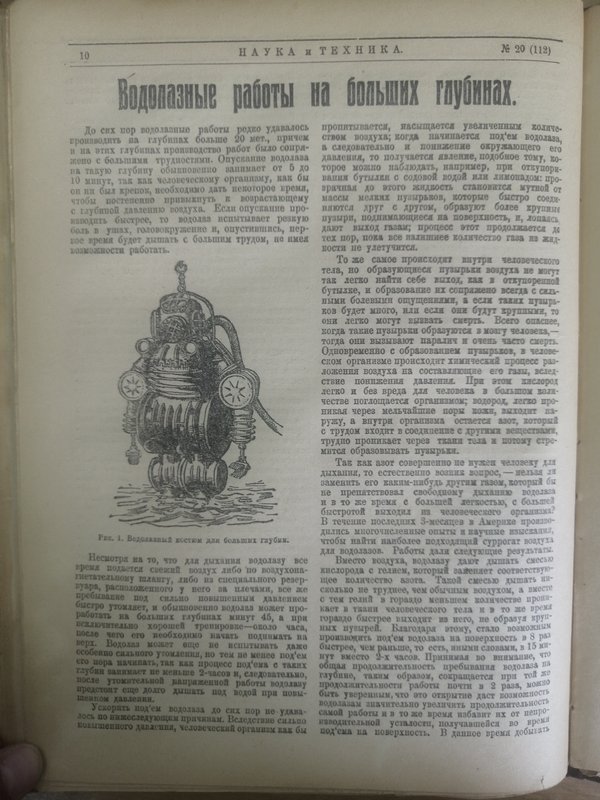 10
НАУКА и ТЕХНИКА.
№ 20 (112)
Водолазные работы на больших глубинах.
До сих пор водолазные работы редко удавалось
производить на глубинах больше 20 мет., причем
и на этих глубинах производство работ было сопря-
жено с большими трудностями. Опускание водолаза
на такую глубину обыкновенно занимает от 5 до
10 минут, так как человеческому организму, как бы
он ни был крепок, необходимо дать некоторое время,
чтобы постепенно привыкнуть к возрастающему
с глубиной давлению воздуха. Если опускание про-
изводить быстрее, то водолаз испытывает резкую
боль в ушах, головокружение и, опустившись, пер-
вое время будет дышать с большим трудом, не имея
возможности работать.
Рис. 1. Водолазный костюм для больших глубин.
Несмотря на то, что для дыхания водолазу все
время подается свежий воздух либо по воздухона-
гнетательному шлангу, либо из специального резер-
вуара, расположенного у него за плечами, все же
пребывание под сильно повышенным давлением
быстро утомляет, и обыкновенно водолаз может про-
работать на больших глубинах минут 45, а при
исключительно хорошей тренировке—около часа,
после чего его необходимо начать поднимать на
верх. Водолаз может еще не испытывать даже
особенно сильного утомления, но тем не менее под'ем
его пора начинать, так как процесс под'ема с таких
глубин занимает не меньше 2-часов и, следовательно,
после утомительной напряженной работы водолазу
предстоит еще долго дышать под водой при повы-
шенном давлении.
Ускорить под'ем водолаза до сих пор не удава-
лось по нижеследующим причинам. Вследствие сильно
повышенного давления, человеческий организм как бы
пропитывается, насыщается увеличенным количе-
ством воздуха; когда начинается под'ем водолаза,
а следовательно и понижение окружающего его
давления, то получается явление, подобное тому, ко-
торое можно наблюдать, например, при откупори-
вании бутылки с содовой водой или лимонадом: про-
зрачная до этого жидкость становится мутной от
массы мелких пузырьков, которые быстро соеди-
няются друг с другом, образуют более крупные
пузыри, поднимающиеся на поверхность, и, лопаясь
дают выход газам; процесс этот продолжается до
тех пор, пока все излишнее количество газа из жид-
кости не улетучится.
То же самое происходит внутри человеческого
тела, но образующиеся пузырьки воздуха не могут
так легко найти себе выход, как в откупоренной
бутылке, и образование их сопряжено всегда с силь-
ными болевыми ощущениями, а если таких пузырь-
ков будет много, или если они будут крупными, то
они легко могут вызвать смерть. Всего опаснее,
когда такие пузырьки образуются в мозгу человека,—
тогда они вызывают паралич и очень часто смерть.
Одновременно с образованием пузырьков, в челове-
ском организме происходит химический процесс раз-
ложения воздуха на составляющие его газы, вслед-
ствие понижения давления. При этом кислород
легко и без вреда для человека в большом коли-
честве поглощается организмом; водород, легко про-
никая через мельчайшие поры кожи, выходит на-
ружу, а внутри организма остается азот, который
с трудом входит в соединение с другими веществами,
трудно проникает через ткани тела и потому стре-
мится образовывать пузырьки.
Так как азот совершенно не нужен человеку для
дыхания, то естественно возник вопрос,— нельзя ли
заменить его каким-нибудь другим газом, который бы
не препятствовал свободному дыханию водолаза
и в то же время с большей легкостью, с большей
быстротой выходил из человеческого организма?
В течение последних 3-месяцев в Америке произво-
дились многочисленные опыты и научные изыскания,
чтобы найти наиболее подходящий суррогат воздуха
для водолазов. Работы дали следующие результаты.
Вместо воздуха, водолазу дают дышать смесью
кислорода с гелием, который заменяет соответствую-
щее количество азота. Такой смесью дышать ни-
сколько не труднее, чем обычным воздухом, а вместе
с тем гелий в гораздо меньшем количестве прони-
кает в ткани человеческого тела и в то же время
гораздо быстрее выходит из него, не образуя круп-
ных пузырей. Благодаря этому, стало возможным
производить под'ем водолаза на поверхность в 8 раз
быстрее, чем раньше, то есть, иными словами, в 15 ми-
нут вместо 2-х часов. Принимая во внимание, что
общая продолжительность пребывания водолаза на
глубине, таким образом, сокращается при той же
продолжительности работы почти в 2 раза, можно
быть уверенным, что это открытие даст возможность
водолазам значительно увеличить продолжительность
самой работы и в то же время избавит их от непро-
изводительной усталости, получавшейся во время
под'ема на поверхность. В данное время добывать